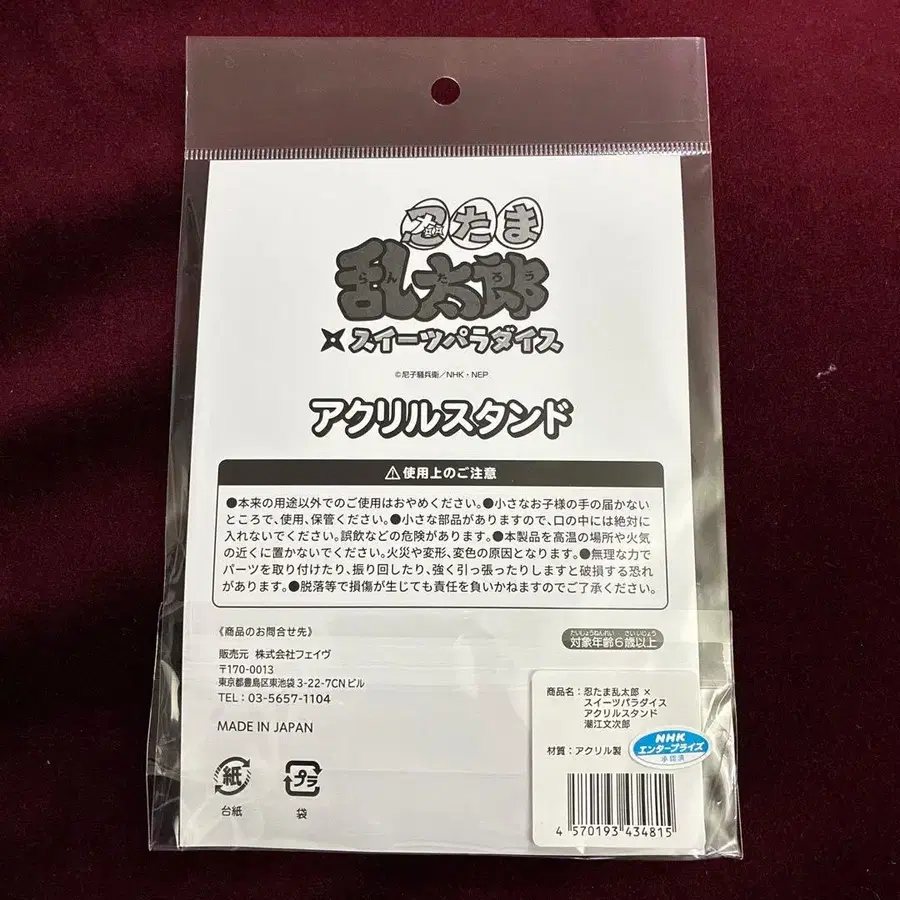 忍たま
乱太郎
らんたろう
スイーツパラダイス
©尼子騒兵衛／NHK・NEP
アクリルスタンド
⚠使用上のご注意
●本来の用途以外でのご使用はおやめください。●小さなお子様の手の届かない
ところで、使用、保管ください。●小さな部品がありますので、口の中には絶対に
入れないでください。誤飲などの危険があります。●本製品を高温の場所や火気
の近くに置かないでください。火災や変形、変色の原因となります。●無理な力で
パーツを取り付けたり、振り回したり、強く引っ張ったりしますと破損する恐れ
があります。●脱落等で損傷が生じても責任を負いかねますのでご了承ください。
たいしょうねんれい さいいじょう
対象年齢6歳以上
《商品のお問合せ先》
販売元 株式会社フェイヴ
〒170-0013
東京都豊島区東池袋3-22-7CNビル
TEL：03-5657-1104
MADE IN JAPAN
紙
台紙
プラ
袋
商品名：忍たま乱太郎 ×
スイーツパラダイス
アクリルスタンド
潮江文次郎
材質：アクリル製
NHK
エンタープライズ
承認済
4 570193 434815